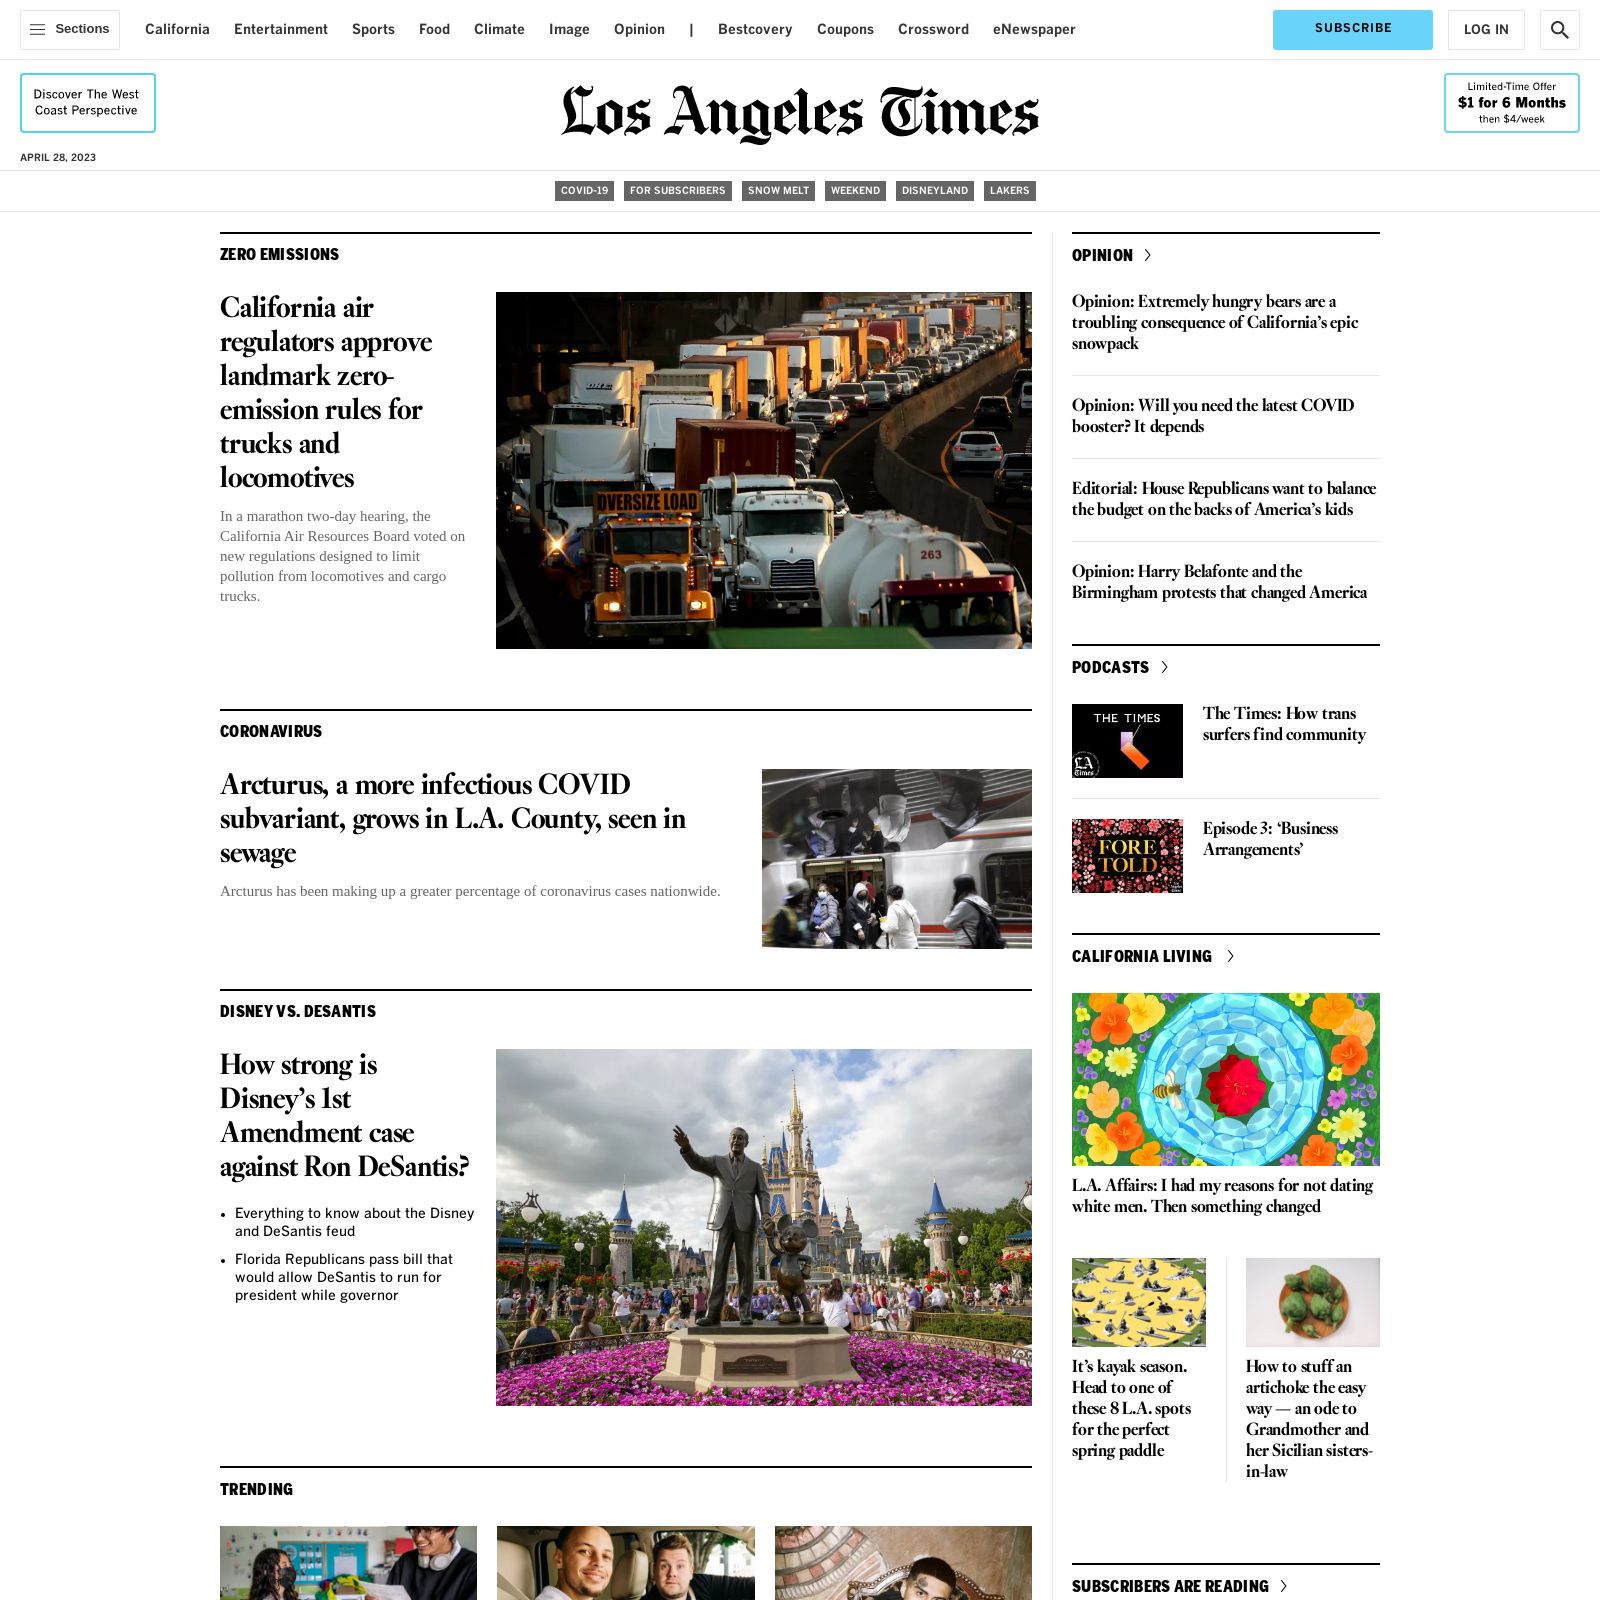 Sections
California
Entertainment
Sports
Food
Climate
Image
Opinion
|
Bestcovery
Coupons
Crossword
eNewspaper
SUBSCRIBE
LOG IN
Discover The West
Coast Perspective
Los Angeles Times
Limited-Time Offer
$1 for 6 Months
then $4/week
APRIL 28, 2023
COVID-19
FOR SUBSCRIBERS
SNOW MELT
WEEKEND
DISNEYLAND
LAKERS
ZERO EMISSIONS
California air
regulators approve
landmark zero-
emission rules for
trucks and
locomotives
In a marathon two-day hearing, the
California Air Resources Board voted on
new regulations designed to limit
pollution from locomotives and cargo
trucks.
OVERSIZE LOAD
263
CORONAVIRUS
Arcturus, a more infectious COVID
subvariant, grows in L.A. County, seen in
sewage
Arcturus has been making up a greater percentage of coronavirus cases nationwide.
DISNEY VS. DESANTIS
How strong is
Disney’s 1st
Amendment case
against Ron DeSantis?
• Everything to know about the Disney
and DeSantis feud
• Florida Republicans pass bill that
would allow DeSantis to run for
president while governor
TRENDING
OPINION
Opinion: Extremely hungry bears are a
troubling consequence of California’s epic
snowpack
Opinion: Will you need the latest COVID
booster? It depends
Editorial: House Republicans want to balance
the budget on the backs of America’s kids
Opinion: Harry Belafonte and the
Birmingham protests that changed America
PODCASTS
THE TIMES
LA
Times
The Times: How trans
surfers find community
FORE
TOLD
Episode 3: ‘Business
Arrangements’
CALIFORNIA LIVING
L.A. Affairs: I had my reasons for not dating
white men. Then something changed
It’s kayak season.
Head to one of
these 8 L.A. spots
for the perfect
spring paddle
How to stuff an
artichoke the easy
way — an ode to
Grandmother and
her Sicilian sisters-
in-law
SUBSCRIBERS ARE READING